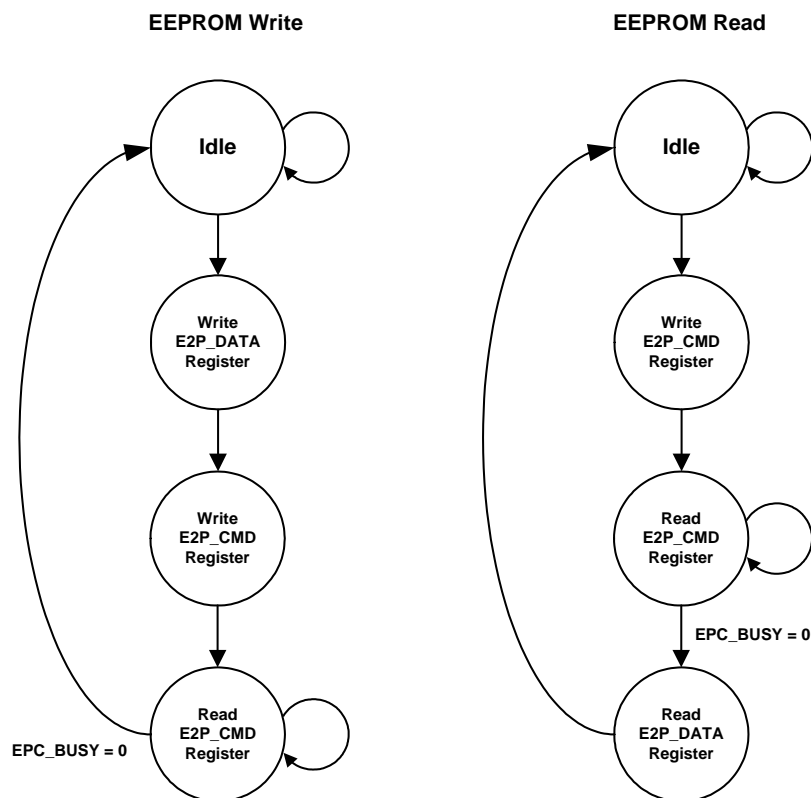 EEPROM Write
Idle
Write
E2P_DATA
Register
Write
E2P_CMD
Register
Read
E2P_CMD
Register
EPC_BUSY = 0
EEPROM Read
Idle
Write
E2P_CMD
Register
Read
E2P_CMD
Register
EPC_BUSY = 0
Read
E2P_DATA
Register